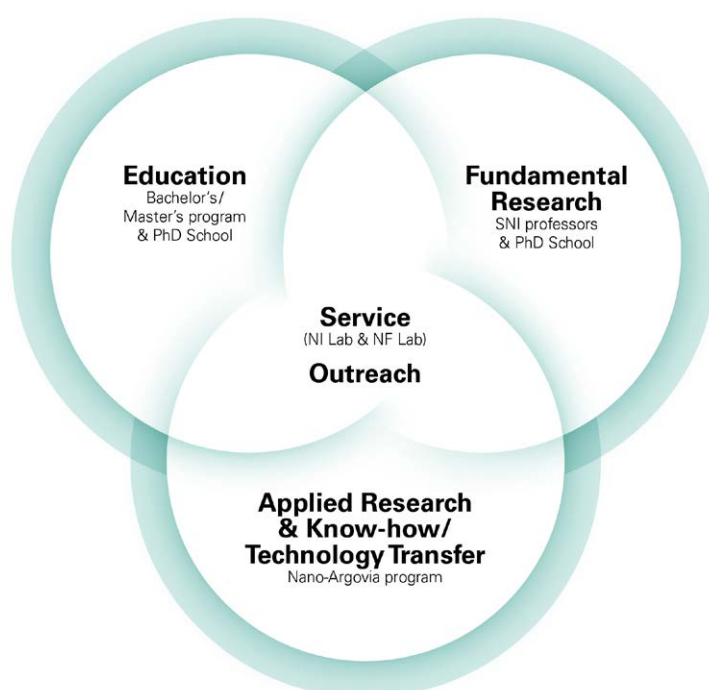 Education
Bachelor's/
Master's program
& PhD School
Fundamental
Research
SNI professors
& PhD School
Service
(NI Lab & NF Lab)
Outreach
Applied Research
& Know-how/
Technology Transfer
Nano-Argovia program